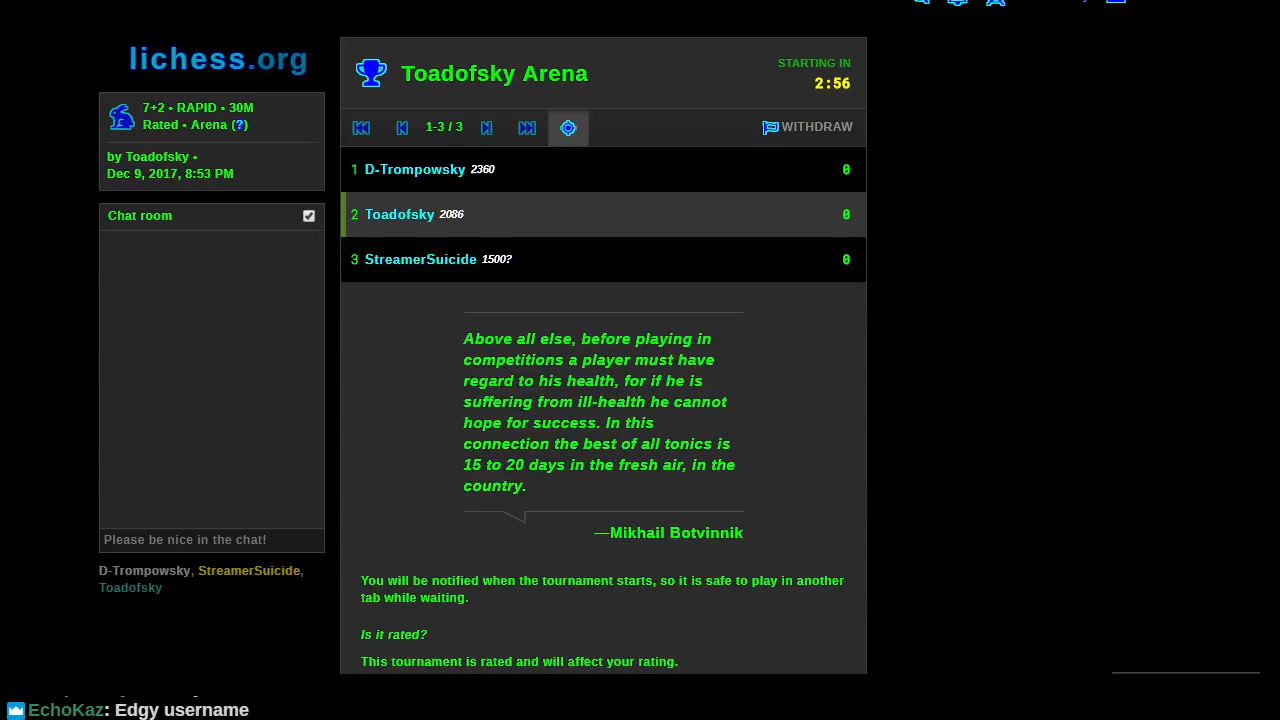 lichess.org
7+2 • RAPID • 30M
Rated • Arena (?)
by Toadofsky •
Dec 9, 2017, 8:53 PM
Chat room
Please be nice in the chat!
D-Trompowsky, StreamerSuicide,
Toadofsky
Toadofsky Arena
STARTING IN
2:56
1-3 / 3
WITHDRAW
1 D-Trompowsky 2360 0
2 Toadofsky 2086 0
3 StreamerSuicide 1500? 0
Above all else, before playing in
competitions a player must have
regard to his health, for if he is
suffering from ill-health he cannot
hope for success. In this
connection the best of all tonics is
15 to 20 days in the fresh air, in the
country.
—Mikhail Botvinnik
You will be notified when the tournament starts, so it is safe to play in another
tab while waiting.
Is it rated?
This tournament is rated and will affect your rating.
EchoKaz: Edgy username